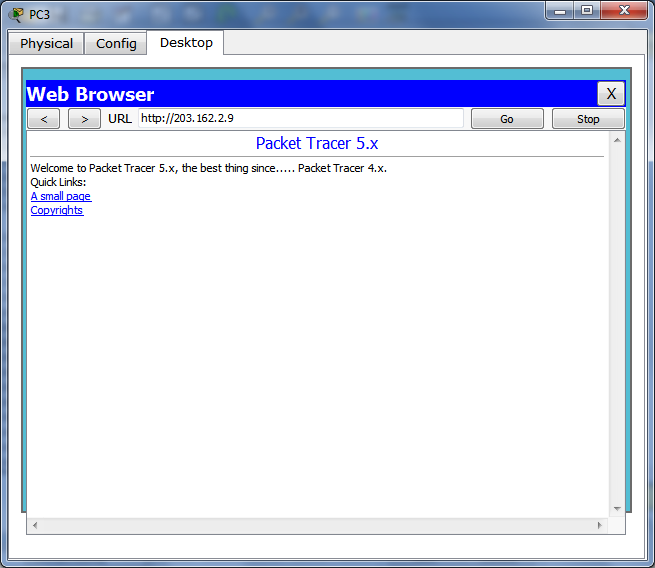 PC3
Physical Config Desktop
Web Browser X
< > URL http://203.162.2.9 Go Stop
Packet Tracer 5.x
Welcome to Packet Tracer 5.x, the best thing since..... Packet Tracer 4.x.
Quick Links:
A small page
Copyrights